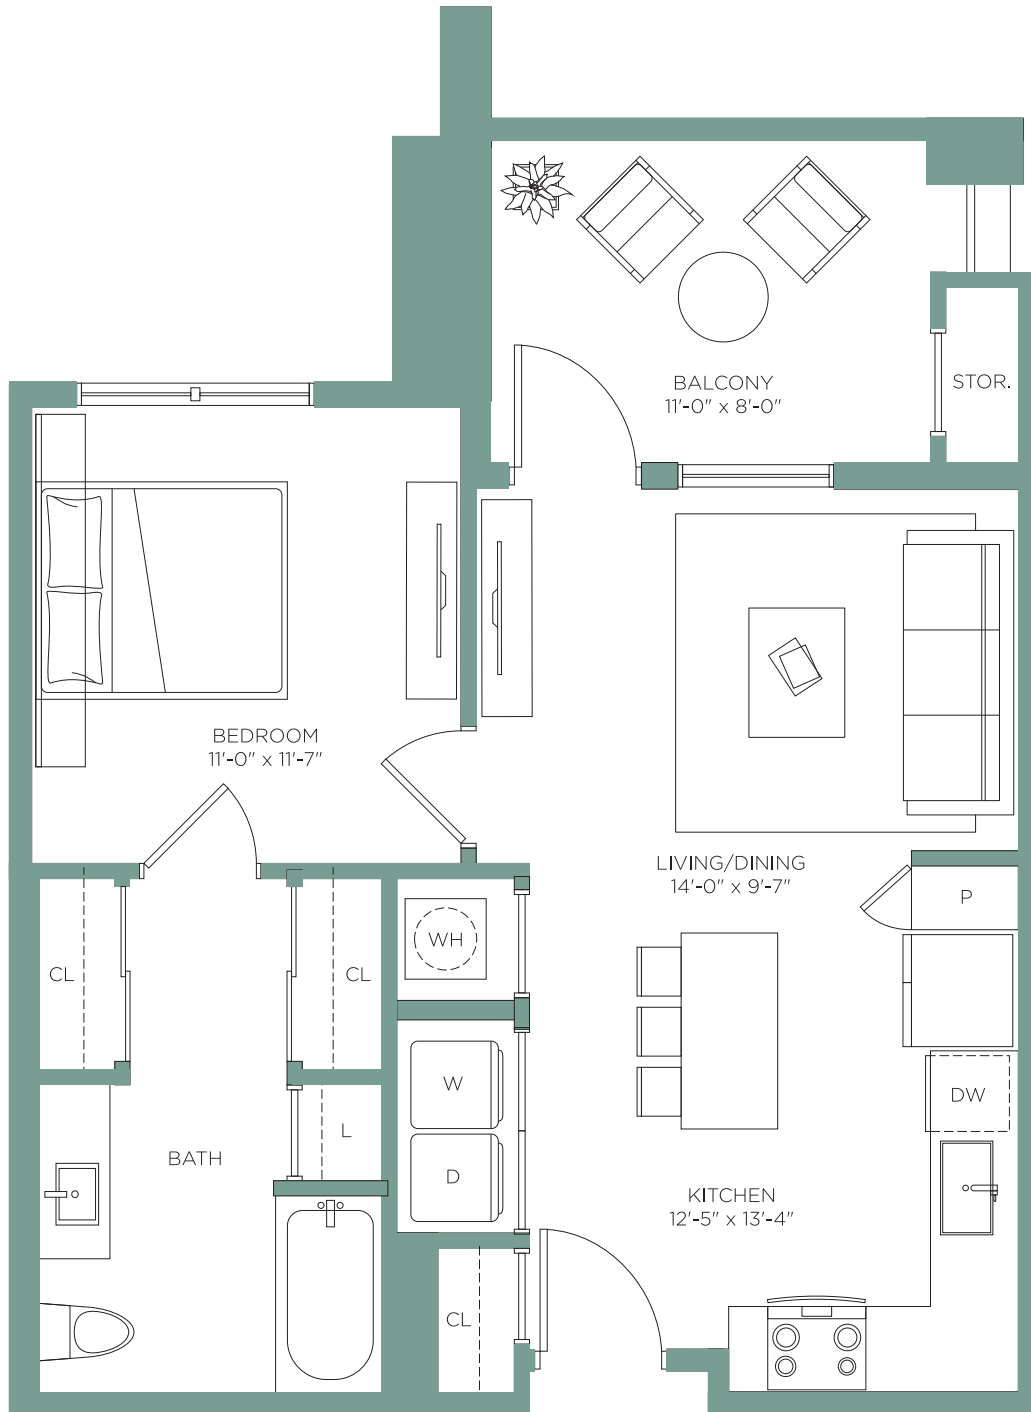 BALCONY
11'-0" x 8'-0"
STOR.
BEDROOM
11'-0" x 11'-7"
LIVING/DINING
14'-0" x 9'-7"
P
WH
CL
CL
W
DW
L
BATH
D
KITCHEN
12'-5" x 13'-4"
CL